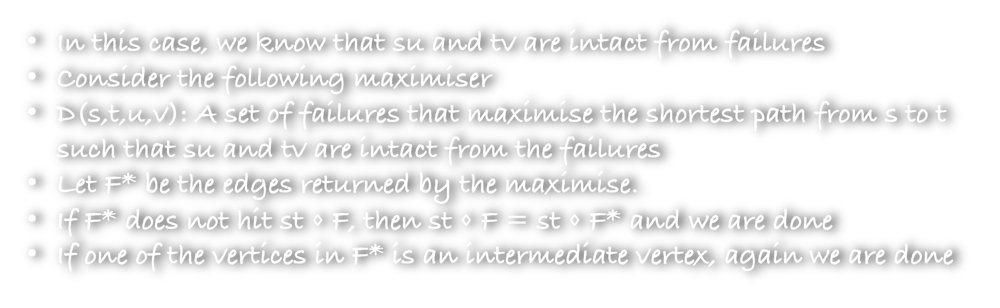 • In this case, we know that su and tv are intact from failures
• Consider the following maximiser
• D(s,t,u,v): A set of failures that maximise the shortest path from s to t
such that su and tv are intact from the failures
• Let F* be the edges returned by the maximise.
• If F* does not hit st ⋄ F, then st ⋄ F = st ⋄ F* and we are done
• If one of the vertices in F* is an intermediate vertex, again we are done